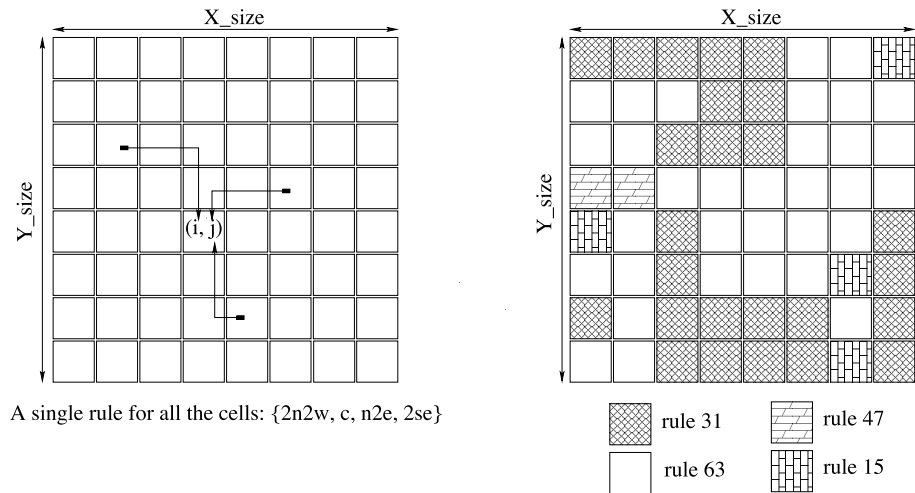 X_size
X_size
Y_size
Y_size
(i, j)
A single rule for all the cells: {2n2w, c, n2e, 2se}
rule 31
rule 47
rule 63
rule 15